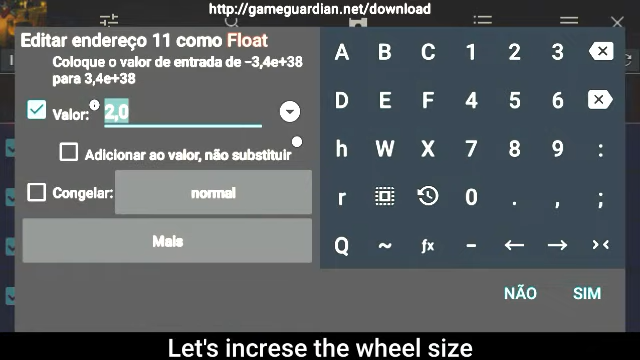 http://gameguardian.net/download
Editar endereço 11 como Float
Coloque o valor de entrada de −3,4e+38
para 3,4e+38
Valor: 2,0
Adicionar ao valor, não substituir
Congelar: normal
Mais
A B C 1 2 3
D E F 4 5 6
h W X 7 8 9 :
r 0 . , ;
Q ~ ƒx − ← → ><
NÃO SIM
Let's increse the wheel size